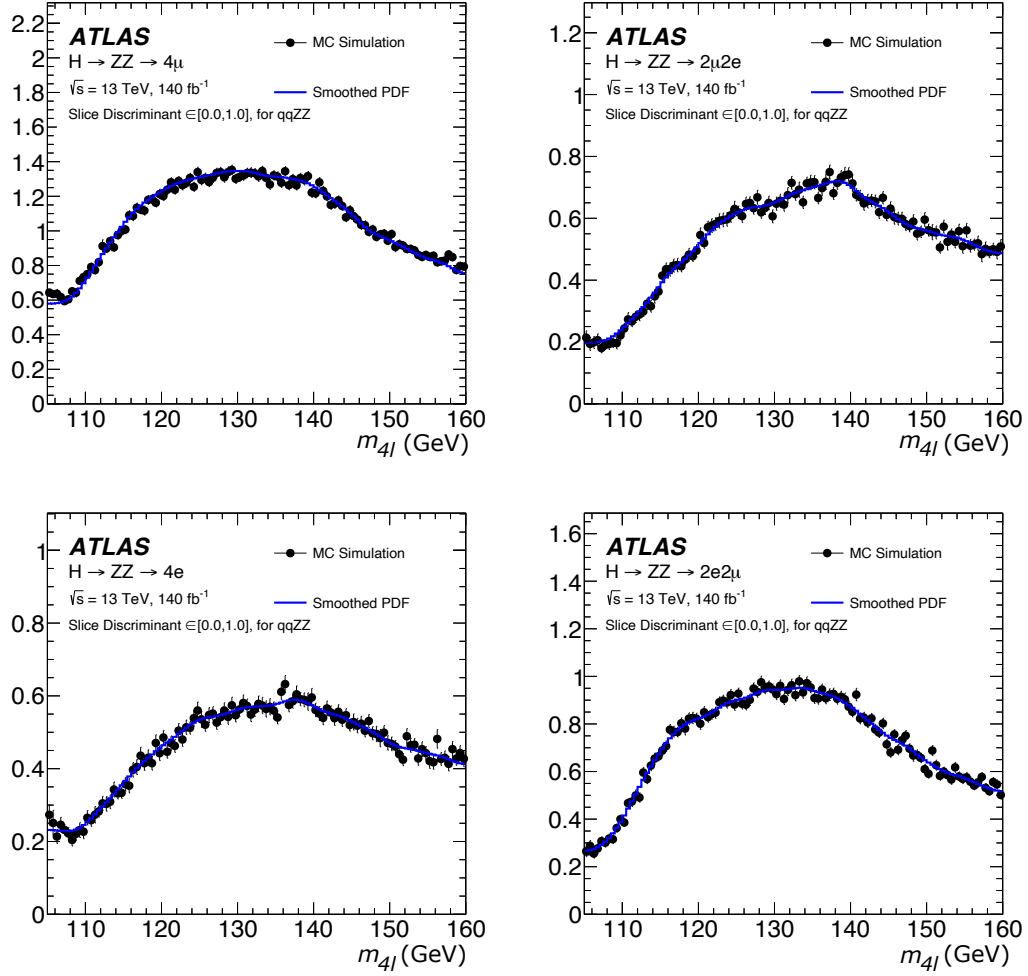 2.2
2
1.8
1.6
1.4
1.2
1
0.8
0.6
0.4
0.2
0
ATLAS
H → ZZ → 4μ
√s = 13 TeV, 140 fb⁻¹
Slice Discriminant ∈[0.0,1.0], for qqZZ
MC Simulation
Smoothed PDF
110 120 130 140 150 160
m4l (GeV)
1.2
1
0.8
0.6
0.4
0.2
0
ATLAS
H → ZZ → 2μ2e
√s = 13 TeV, 140 fb⁻¹
Slice Discriminant ∈[0.0,1.0], for qqZZ
MC Simulation
Smoothed PDF
110 120 130 140 150 160
m4l (GeV)
1
0.8
0.6
0.4
0.2
0
ATLAS
H → ZZ → 4e
√s = 13 TeV, 140 fb⁻¹
Slice Discriminant ∈[0.0,1.0], for qqZZ
MC Simulation
Smoothed PDF
110 120 130 140 150 160
m4l (GeV)
1.6
1.4
1.2
1
0.8
0.6
0.4
0.2
0
ATLAS
H → ZZ → 2e2μ
√s = 13 TeV, 140 fb⁻¹
Slice Discriminant ∈[0.0,1.0], for qqZZ
MC Simulation
Smoothed PDF
110 120 130 140 150 160
m4l (GeV)